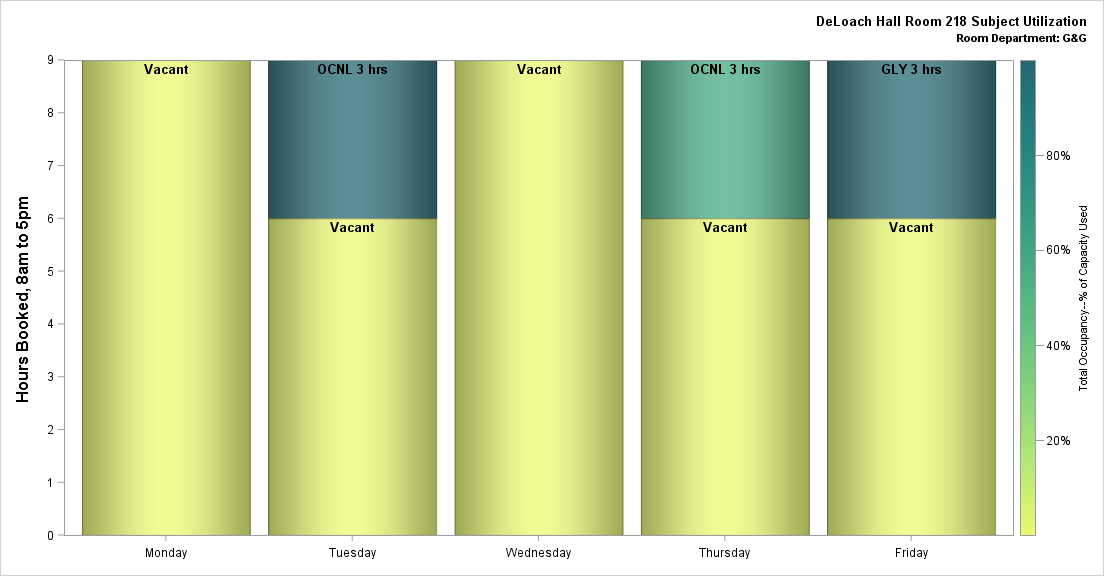 DeLoach Hall Room 218 Subject Utilization
Room Department: G&G
Hours Booked, 8am to 5pm
9
8
7
6
5
4
3
2
1
0
Vacant
OCNL 3 hrs
Vacant
OCNL 3 hrs
GLY 3 hrs
Vacant
Vacant
Vacant
Monday
Tuesday
Wednesday
Thursday
Friday
80%
60%
40%
20%
Total Occupancy--% of Capacity Used